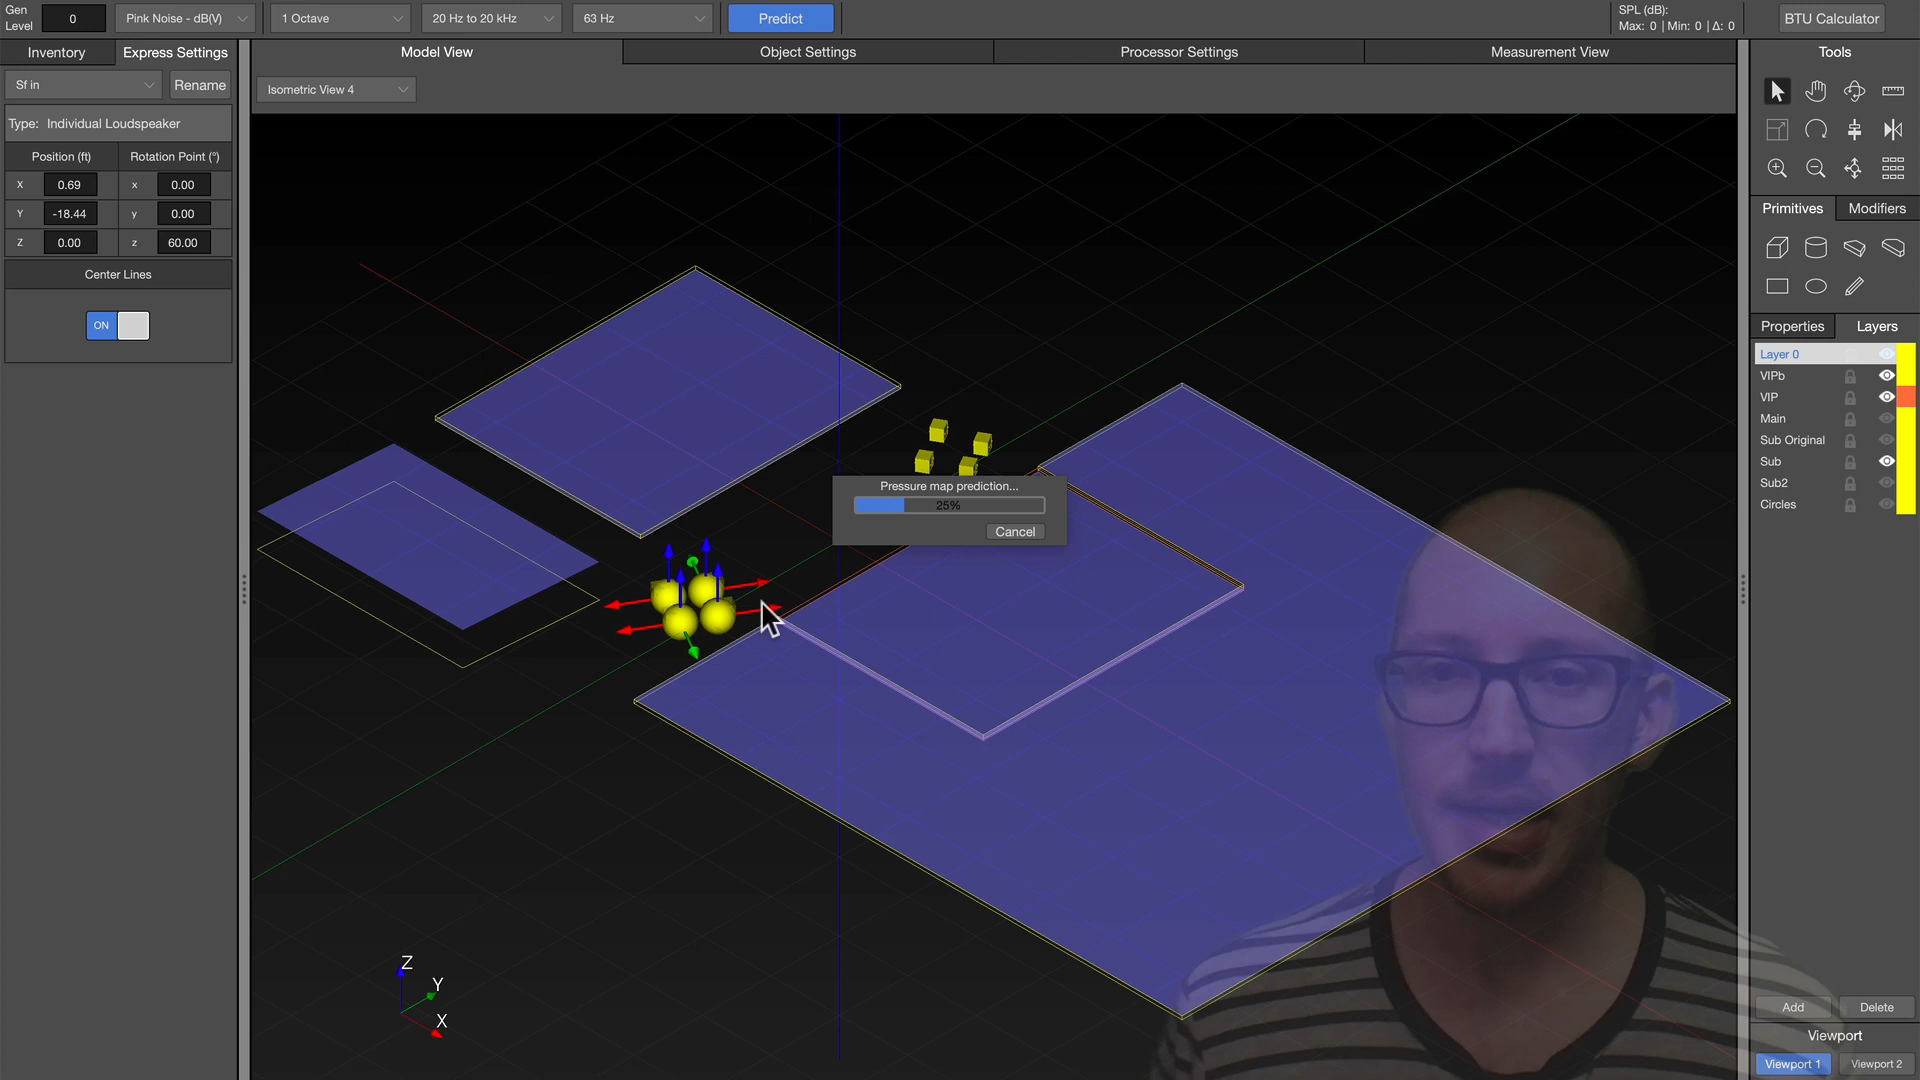 Gen
Level
0
Pink Noise - dB(V)
1 Octave
20 Hz to 20 kHz
63 Hz
Predict
SPL (dB):
Max: 0 | Min: 0 | Δ: 0
BTU Calculator
Inventory
Express Settings
Model View
Object Settings
Processor Settings
Measurement View
Tools
Sf in
Rename
Isometric View 4
Type: Individual Loudspeaker
Position (ft)
Rotation Point (°)
X 0.69 x 0.00
Y -18.44 y 0.00
Z 0.00 z 60.00
Center Lines
ON
Primitives
Modifiers
Properties
Layers
Layer 0
VIPb
VIP
Main
Sub Original
Sub
Sub2
Circles
Pressure map prediction...
25%
Cancel
Z
Y
X
Add
Delete
Viewport
Viewport 1
Viewport 2